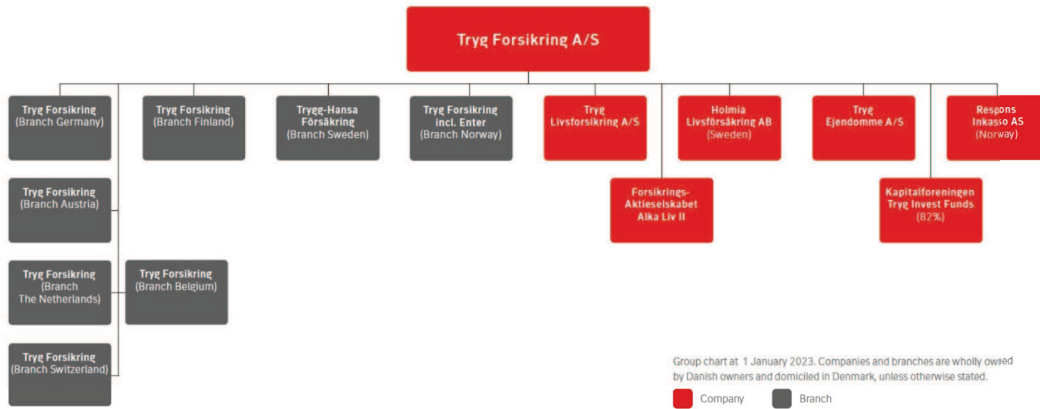 Tryg Forsikring A/S
Tryg Forsikring
(Branch Germany)
Tryg Forsikring
(Branch Finland)
Trygg-Hansa
Försäkring
(Branch Sweden)
Tryg Forsikring
incl. Enter
(Branch Norway)
Tryg
Livsforsikring A/S
Holmia
Livsförsäkring AB
(Sweden)
Tryg
Ejendomme A/S
Respons
Inkasso AS
(Norway)
Tryg Forsikring
(Branch Austria)
Forsikrings-
Aktieselskabet
Alka Liv II
Kapitalforeningen
Tryg Invest Funds
(82%)
Tryg Forsikring
(Branch
The Netherlands)
Tryg Forsikring
(Branch Belgium)
Tryg Forsikring
(Branch Switzerland)
Group chart at 1 January 2023. Companies and branches are wholly owned
by Danish owners and domiciled in Denmark, unless otherwise stated.
Company
Branch